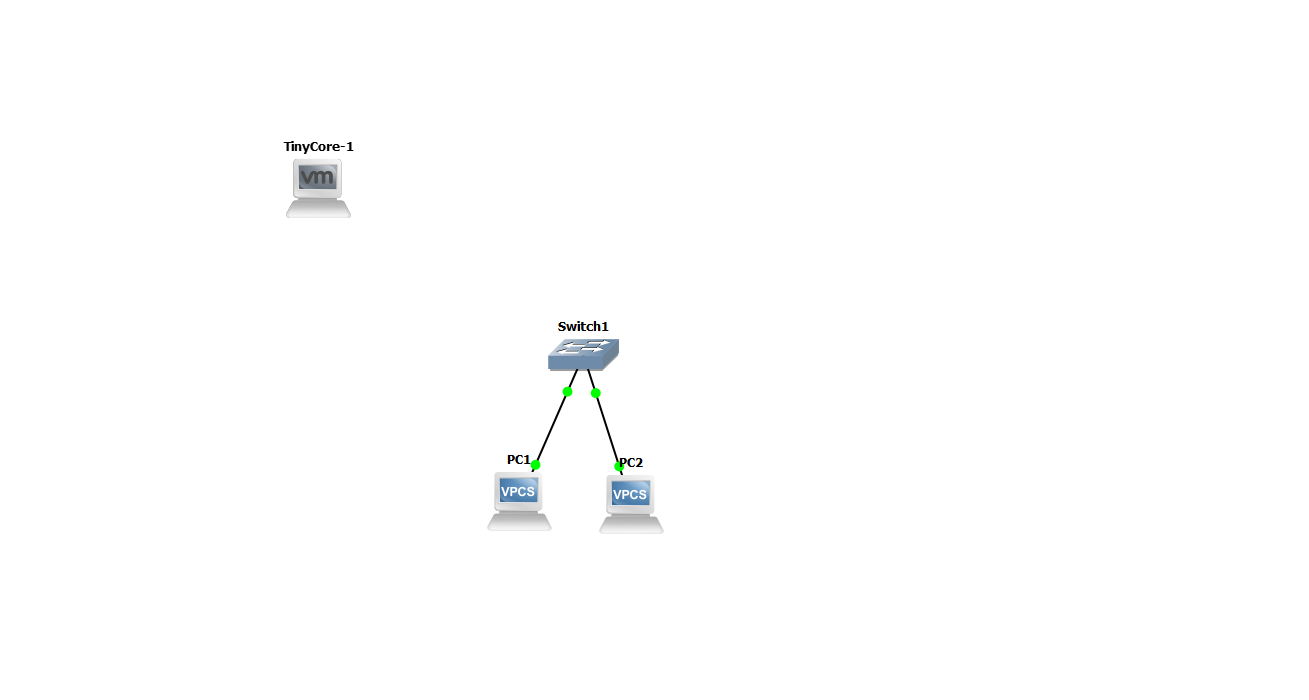 TinyCore-1
vm
Switch1
PC1
PC2
VPCS
VPCS